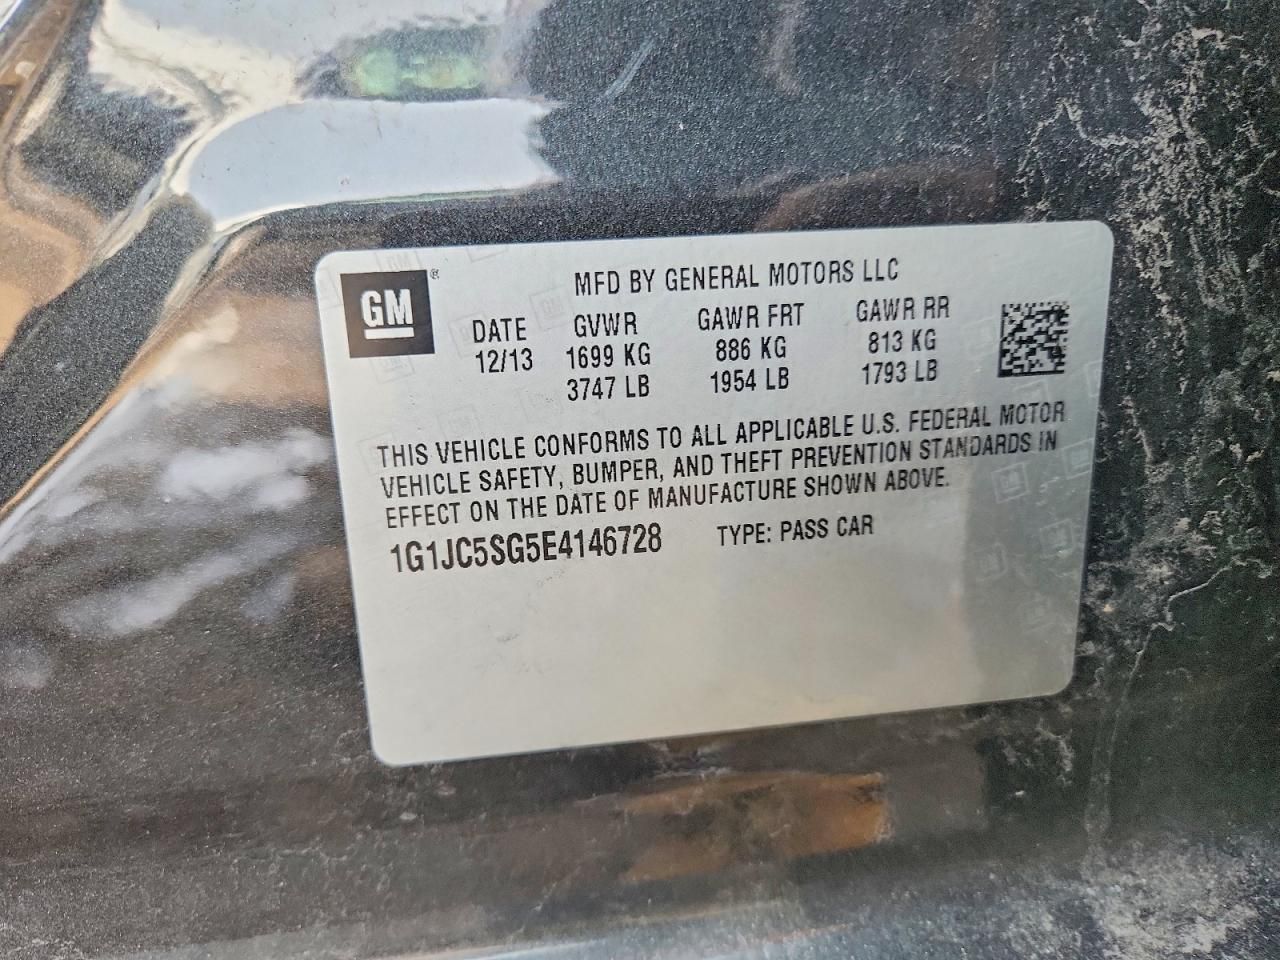 GM®
MFD BY GENERAL MOTORS LLC
DATE GVWR GAWR FRT GAWR RR
12/13 1699 KG 886 KG 813 KG
3747 LB 1954 LB 1793 LB
THIS VEHICLE CONFORMS TO ALL APPLICABLE U.S. FEDERAL MOTOR
VEHICLE SAFETY, BUMPER, AND THEFT PREVENTION STANDARDS IN
EFFECT ON THE DATE OF MANUFACTURE SHOWN ABOVE.
1G1JC5SG5E4146728 TYPE: PASS CAR